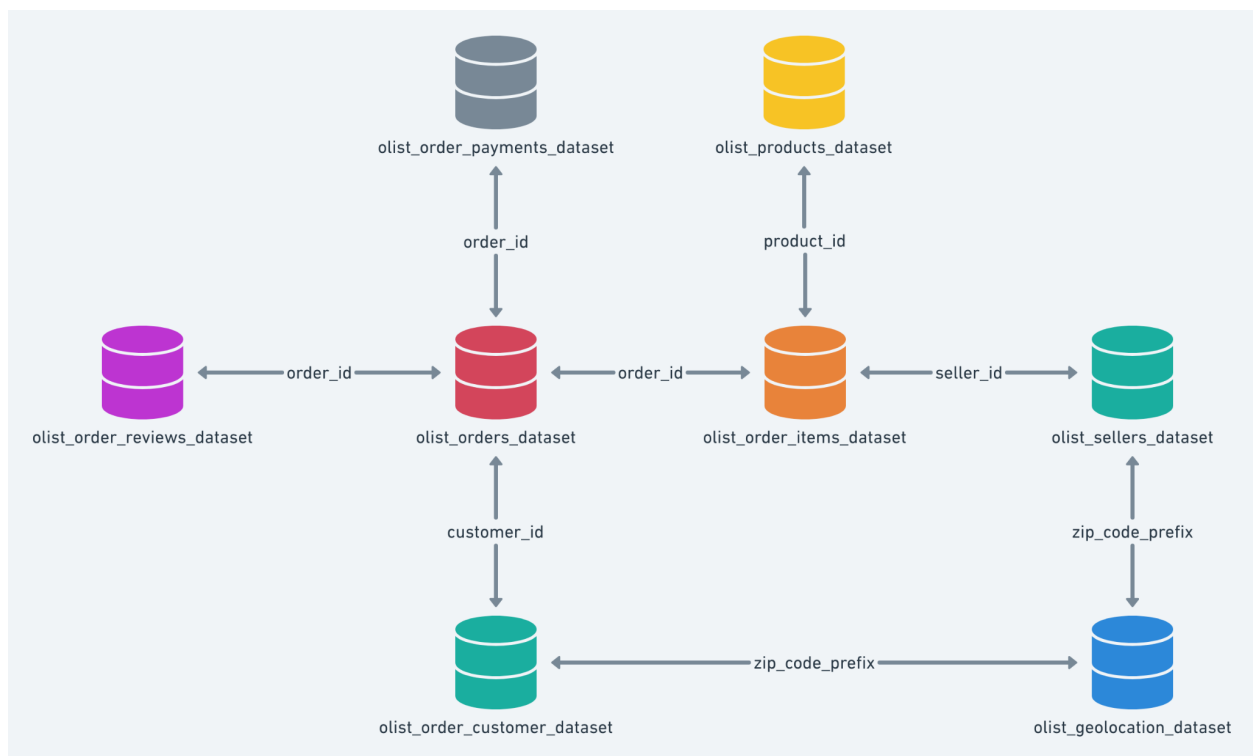 olist_order_payments_dataset
olist_products_dataset
order_id
product_id
order_id
order_id
seller_id
olist_order_reviews_dataset
olist_orders_dataset
olist_order_items_dataset
olist_sellers_dataset
customer_id
zip_code_prefix
zip_code_prefix
olist_order_customer_dataset
olist_geolocation_dataset